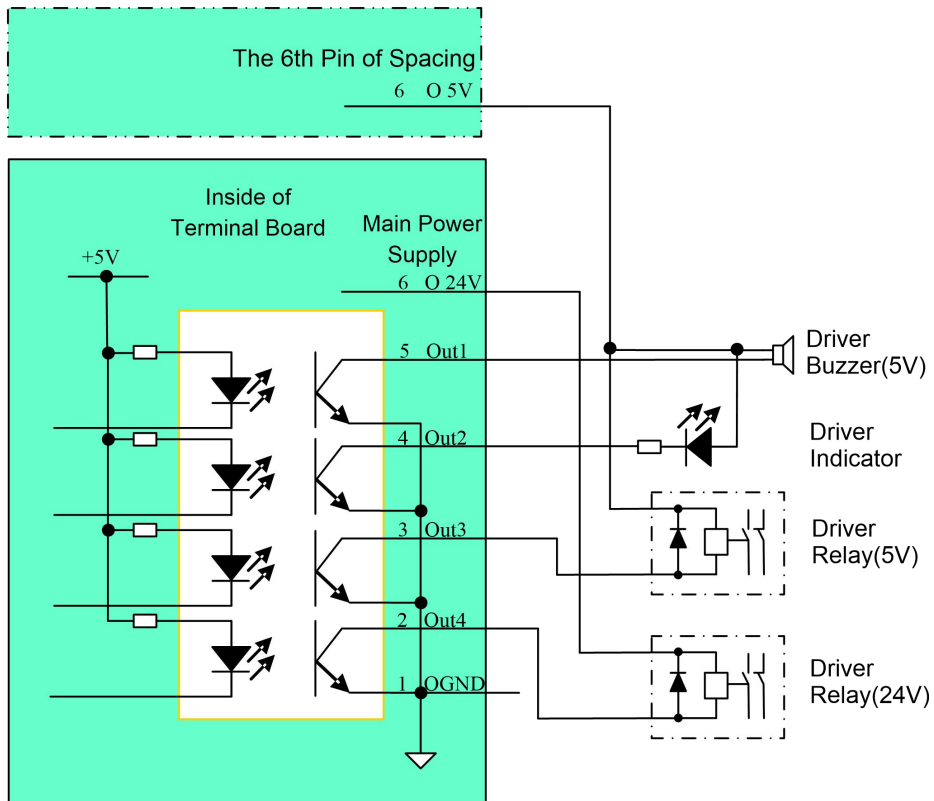 The 6th Pin of Spacing
6 O 5V
Inside of
Terminal Board
Main Power
Supply
+5V
6 O 24V
5 Out1
Driver
Buzzer(5V)
4 Out2
Driver
Indicator
3 Out3
Driver
Relay(5V)
2 Out4
1 OGND
Driver
Relay(24V)